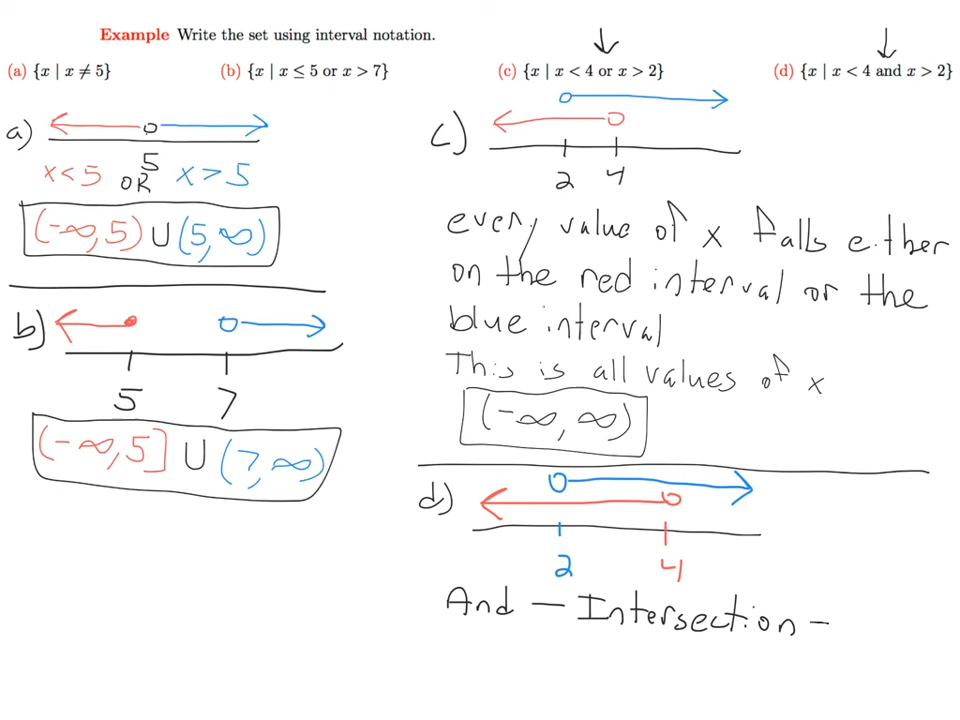 Example Write the set using interval notation.
(a) {x | x ≠ 5} (b) {x | x ≤ 5 or x > 7} (c) {x | x < 4 or x > 2} (d) {x | x < 4 and x > 2}
a)
5
x < 5 OR x > 5
(-∞, 5) ∪ (5, ∞)
b)
5 7
(-∞, 5] ∪ (7, ∞)
c)
2 4
every value of x falls either
on the red interval or the
blue interval
This is all values of x
(-∞, ∞)
d)
2 4
And — Intersection -